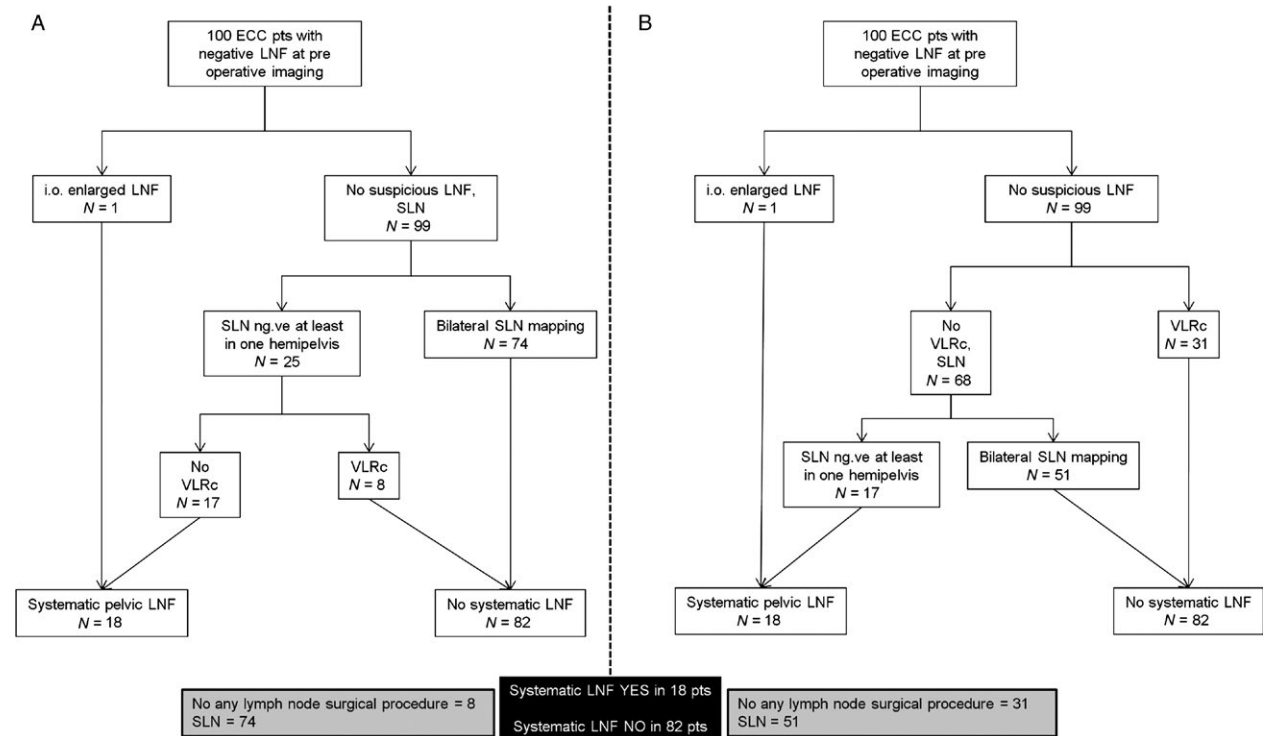 A
100 ECC pts with
negative LNF at pre
operative imaging
i.o. enlarged LNF
N = 1
No suspicious LNF,
SLN
N = 99
SLN ng.ve at least
in one hemipelvis
N = 25
Bilateral SLN mapping
N = 74
No
VLRc
N = 17
VLRc
N = 8
Systematic pelvic LNF
N = 18
No systematic LNF
N = 82
B
100 ECC pts with
negative LNF at pre
operative imaging
i.o. enlarged LNF
N = 1
No suspicious LNF
N = 99
No
VLRc,
SLN
N = 68
VLRc
N = 31
SLN ng.ve at least
in one hemipelvis
N = 17
Bilateral SLN mapping
N = 51
Systematic pelvic LNF
N = 18
No systematic LNF
N = 82
No any lymph node surgical procedure = 8
SLN = 74
Systematic LNF YES in 18 pts
Systematic LNF NO in 82 pts
No any lymph node surgical procedure = 31
SLN = 51